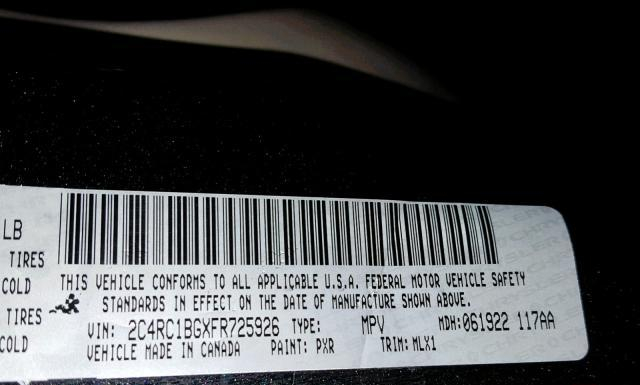 LB
TIRES
COLD THIS VEHICLE CONFORMS TO ALL APPLICABLE U.S.A. FEDERAL MOTOR VEHICLE SAFETY
TIRES STANDARDS IN EFFECT ON THE DATE OF MANUFACTURE SHOWN ABOVE.
COLD VIN: 2C4RC1BGXFR725926 TYPE: MPV MDH:061922 117AA
VEHICLE MADE IN CANADA PAINT: PXR TRIM: MLX1